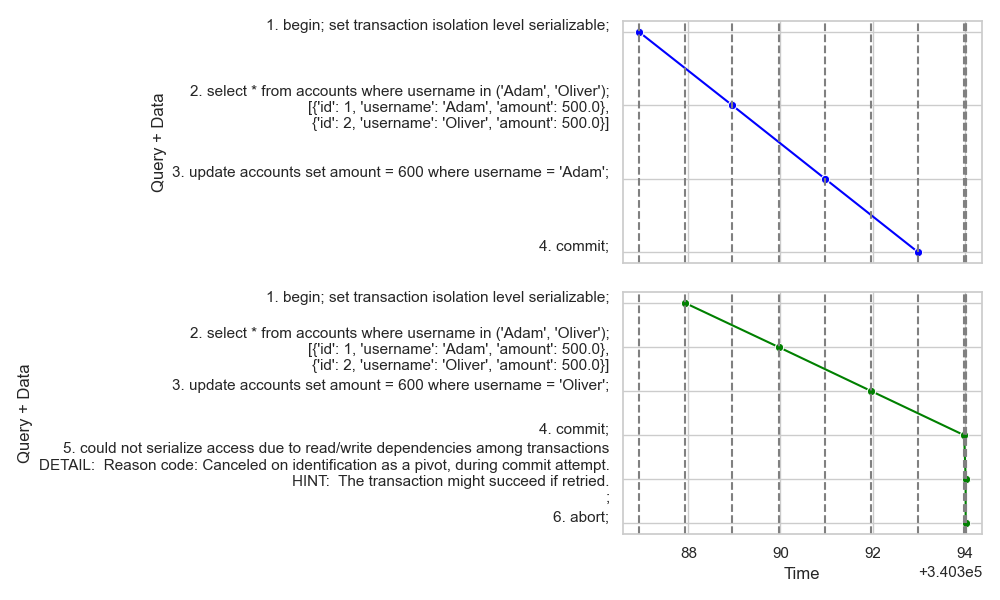 1. begin; set transaction isolation level serializable;
2. select * from accounts where username in ('Adam', 'Oliver');
[{'id': 1, 'username': 'Adam', 'amount': 500.0},
{'id': 2, 'username': 'Oliver', 'amount': 500.0}]
3. update accounts set amount = 600 where username = 'Adam';
4. commit;
Query + Data
1. begin; set transaction isolation level serializable;
2. select * from accounts where username in ('Adam', 'Oliver');
[{'id': 1, 'username': 'Adam', 'amount': 500.0},
{'id': 2, 'username': 'Oliver', 'amount': 500.0}]
3. update accounts set amount = 600 where username = 'Oliver';
4. commit;
5. could not serialize access due to read/write dependencies among transactions
DETAIL:  Reason code: Canceled on identification as a pivot, during commit attempt.
HINT:  The transaction might succeed if retried.
;
6. abort;
Query + Data
88 90 92 94
Time
+3.403e5